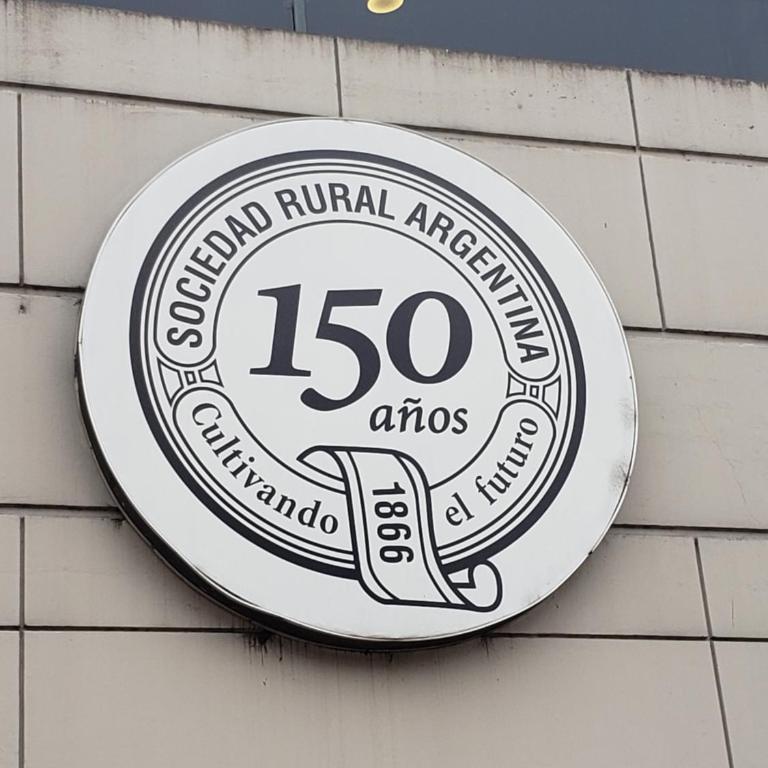 SOCIEDAD RURAL ARGENTINA
150
años
Cultivando el futuro
1866